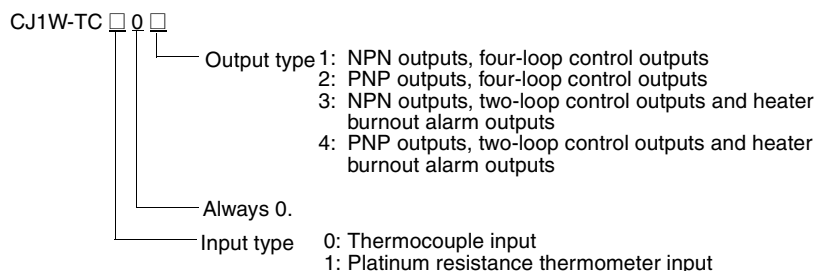 CJ1W-TC □ 0 □
Output type 1: NPN outputs, four-loop control outputs
2: PNP outputs, four-loop control outputs
3: NPN outputs, two-loop control outputs and heater
burnout alarm outputs
4: PNP outputs, two-loop control outputs and heater
burnout alarm outputs
Always 0.
Input type 0: Thermocouple input
1: Platinum resistance thermometer input